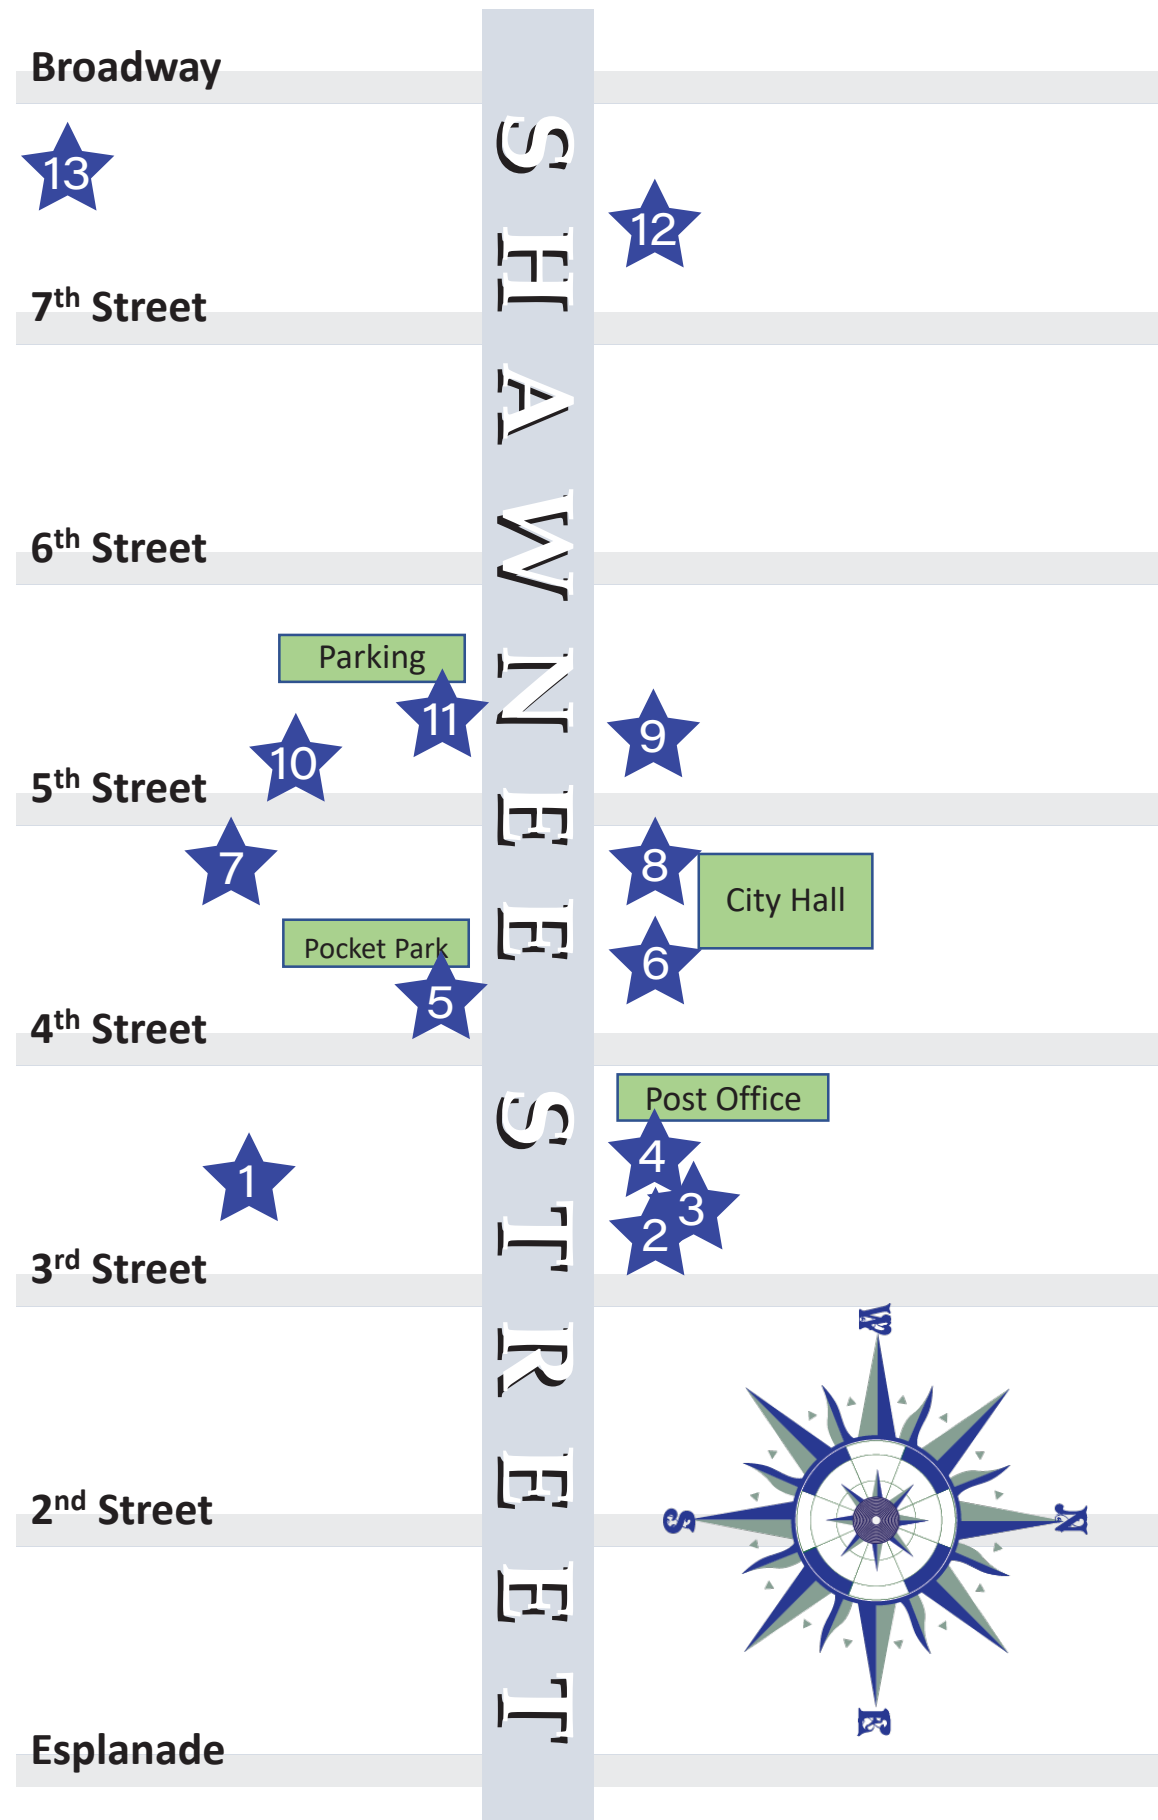 Broadway
13
12
7th Street
6th Street
Parking
11
9
10
5th Street
7
8
City Hall
Pocket Park
6
5
4th Street
Post Office
4
1
3
2
3rd Street
W
2nd Street
S
N
E
Esplanade
SHAWNEE STREET